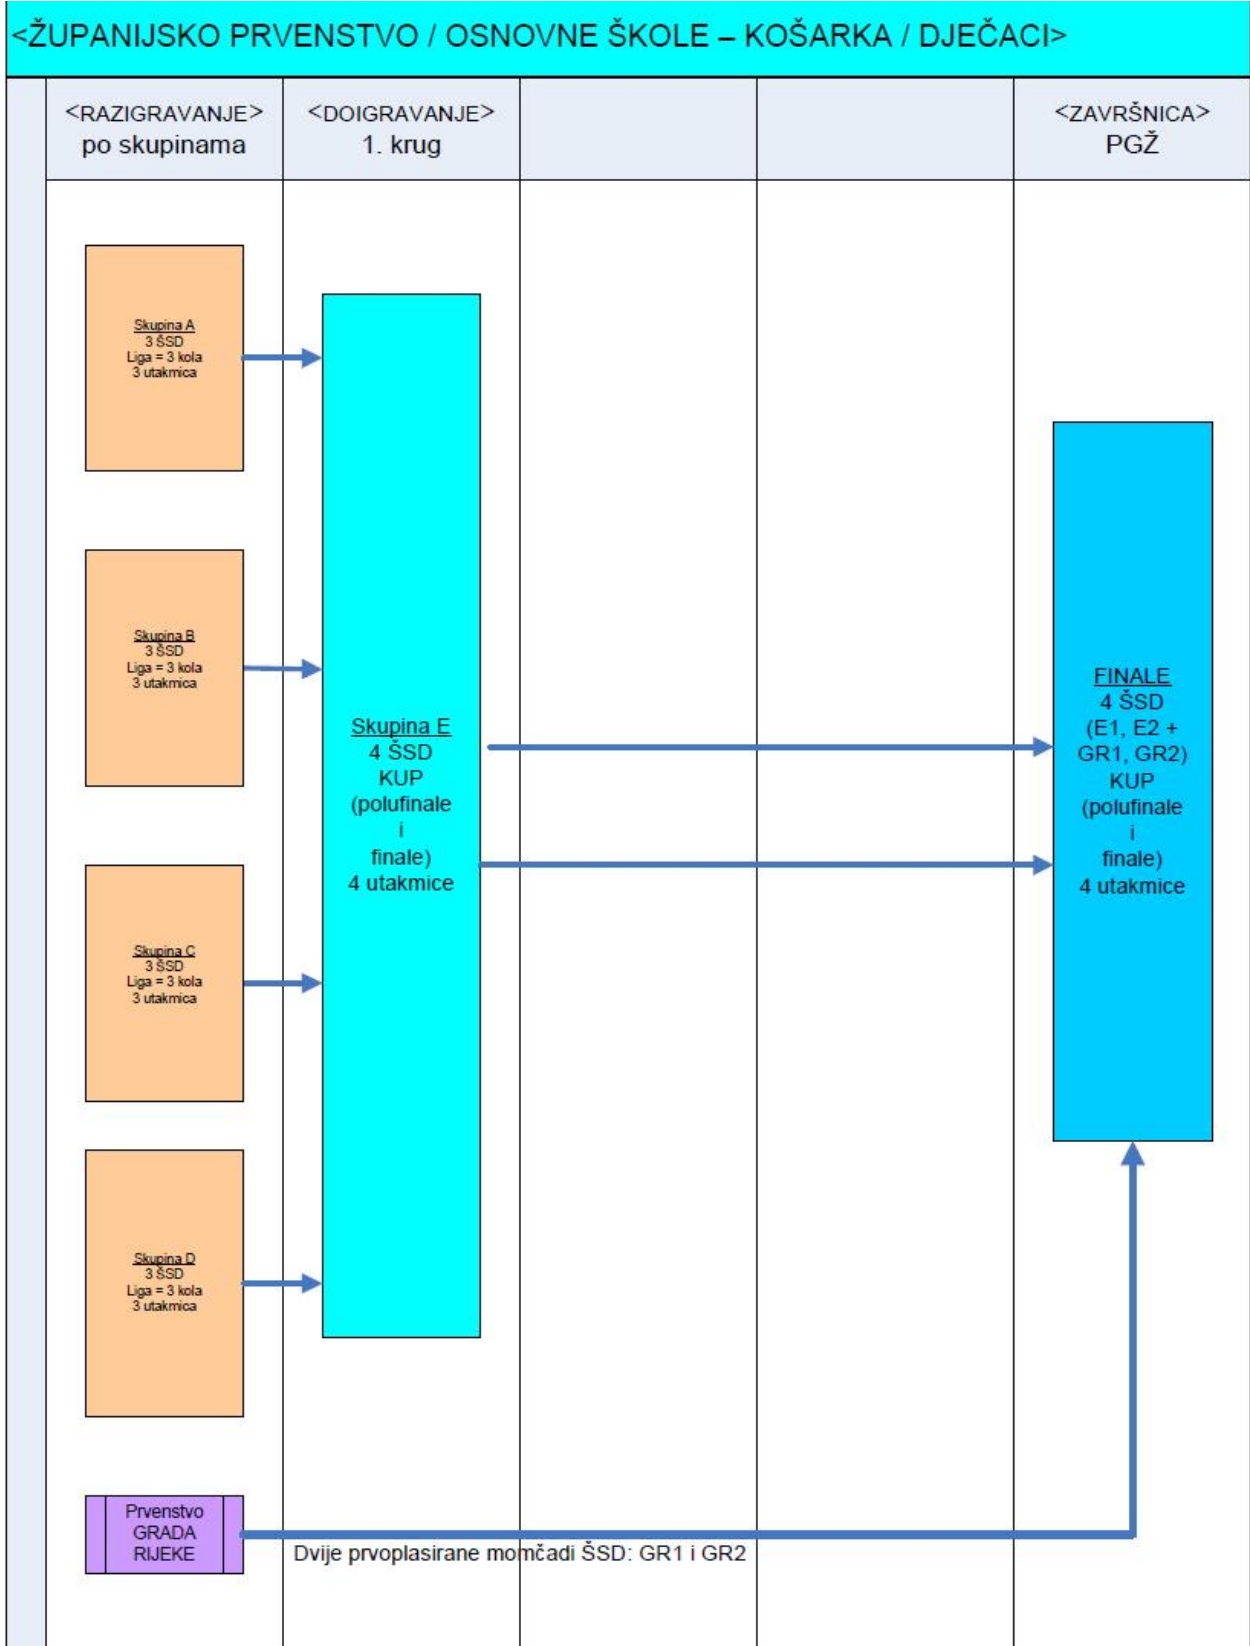 <ŽUPANIJSKO PRVENSTVO / OSNOVNE ŠKOLE – KOŠARKA / DJEČACI>
<RAZIGRAVANJE>
po skupinama
<DOIGRAVANJE>
1. krug
<ZAVRŠNICA>
PGŽ
Skupina A
3 ŠSD
Liga = 3 kola
3 utakmica
Skupina B
3 ŠSD
Liga = 3 kola
3 utakmica
Skupina C
3 ŠSD
Liga = 3 kola
3 utakmica
Skupina D
3 ŠSD
Liga = 3 kola
3 utakmica
Skupina E
4 ŠSD
KUP
(polufinale
i
finale)
4 utakmice
FINALE
4 ŠSD
(E1, E2 +
GR1, GR2)
KUP
(polufinale
i
finale)
4 utakmice
Prvenstvo
GRADA
RIJEKE
Dvije prvoplasirane momčadi ŠSD: GR1 i GR2